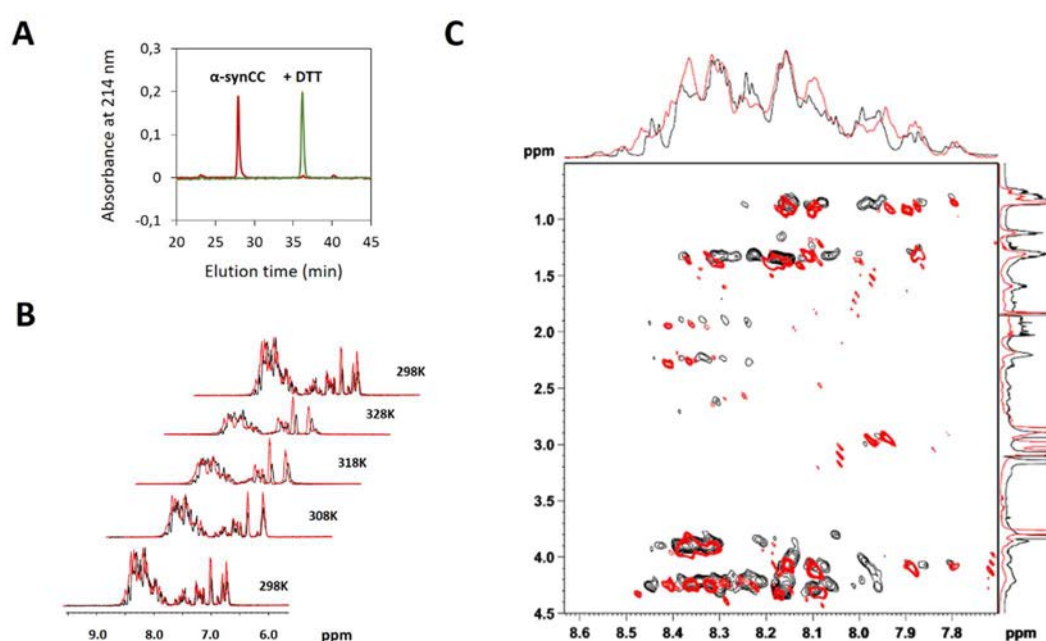 A
0,3
0,2
0,1
0
-0,1
Absorbance at 214 nm
α-synCC
+ DTT
20 25 30 35 40 45
Elution time (min)
B
298K
328K
318K
308K
298K
9.0 8.0 7.0 6.0 ppm
C
ppm
1.0
1.5
2.0
2.5
3.0
3.5
4.0
4.5
8.6 8.5 8.4 8.3 8.2 8.1 8.0 7.9 7.8 ppm